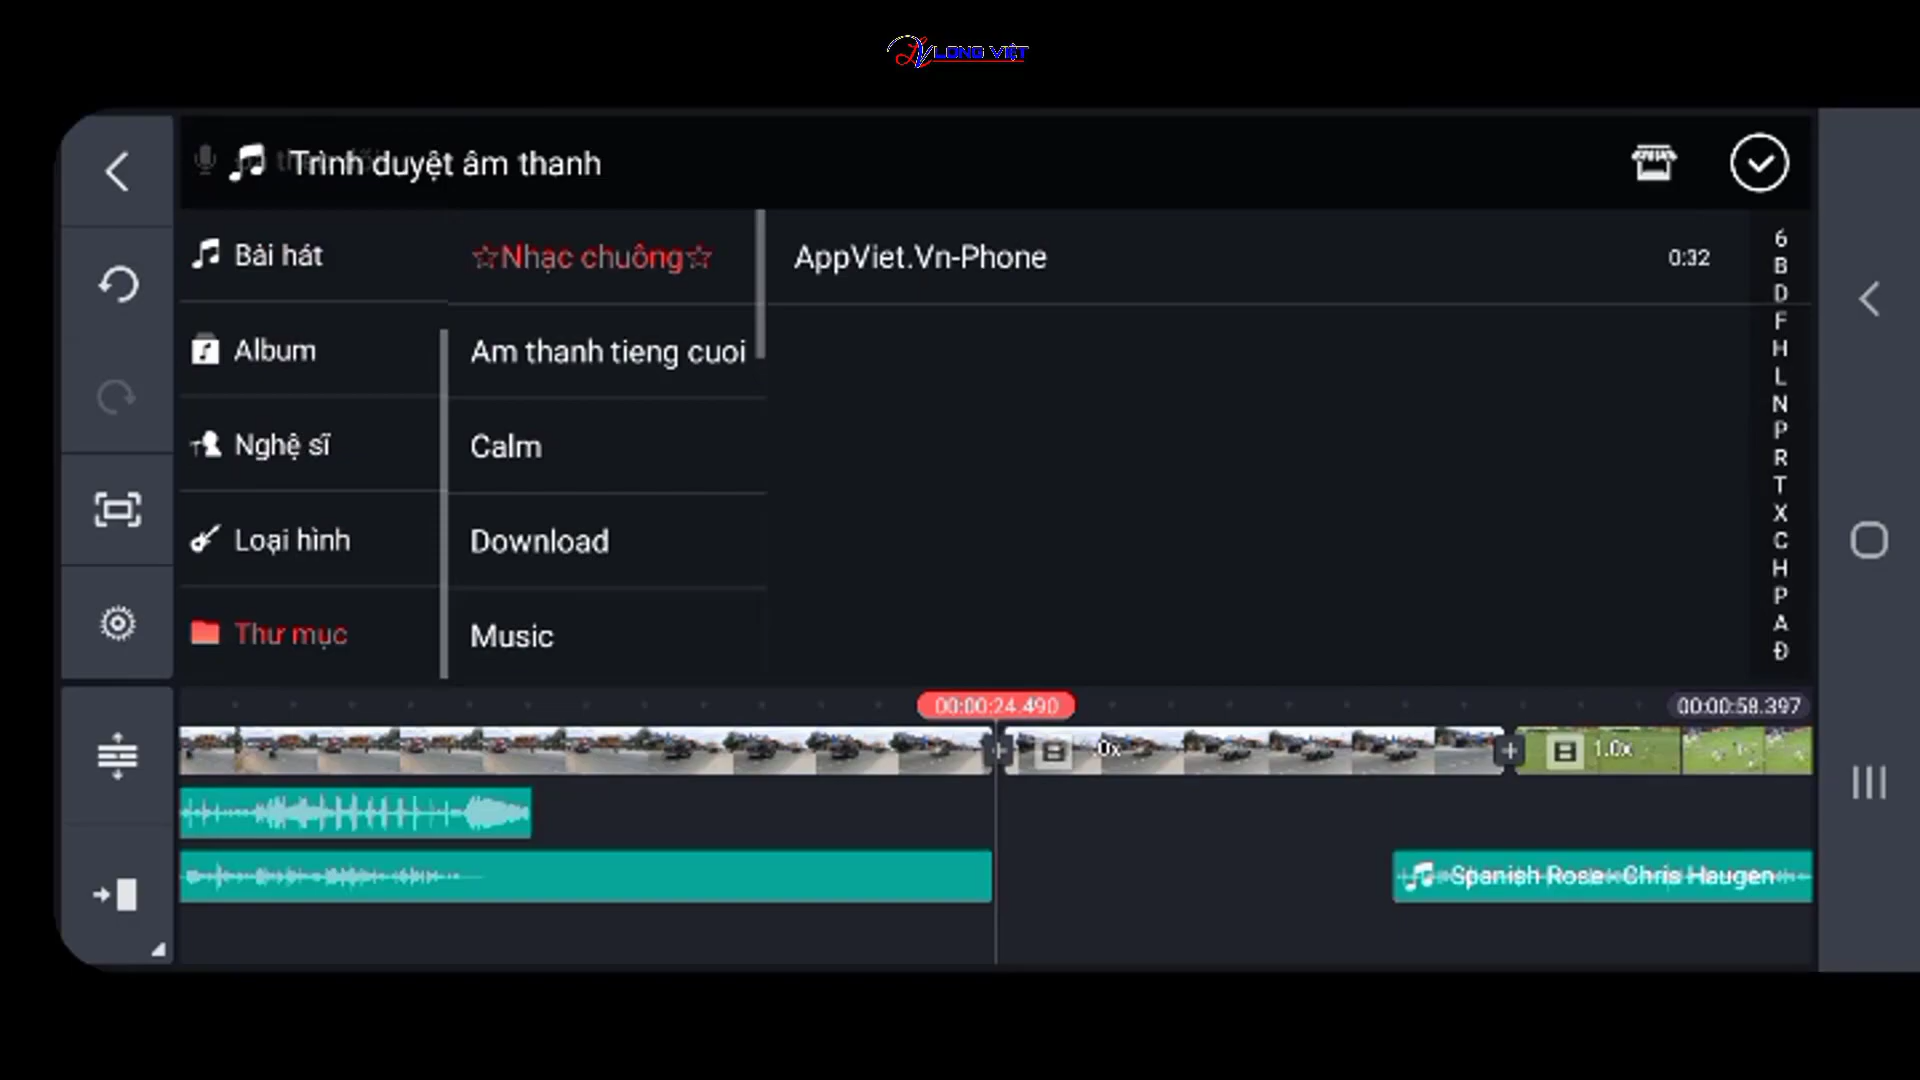 LONG VIỆT
Trình duyệt âm thanh
Bài hát
☆Nhạc chuông☆
AppViet.Vn-Phone
0:32
Album
Am thanh tieng cuoi
Nghệ sĩ
Calm
Loại hình
Download
Thư mục
Music
6
B
D
F
H
L
N
P
R
T
X
C
H
P
A
Đ
00:00:24.490
00:00:58.397
.0x
1.0x
Spanish Rose - Chris Haugen